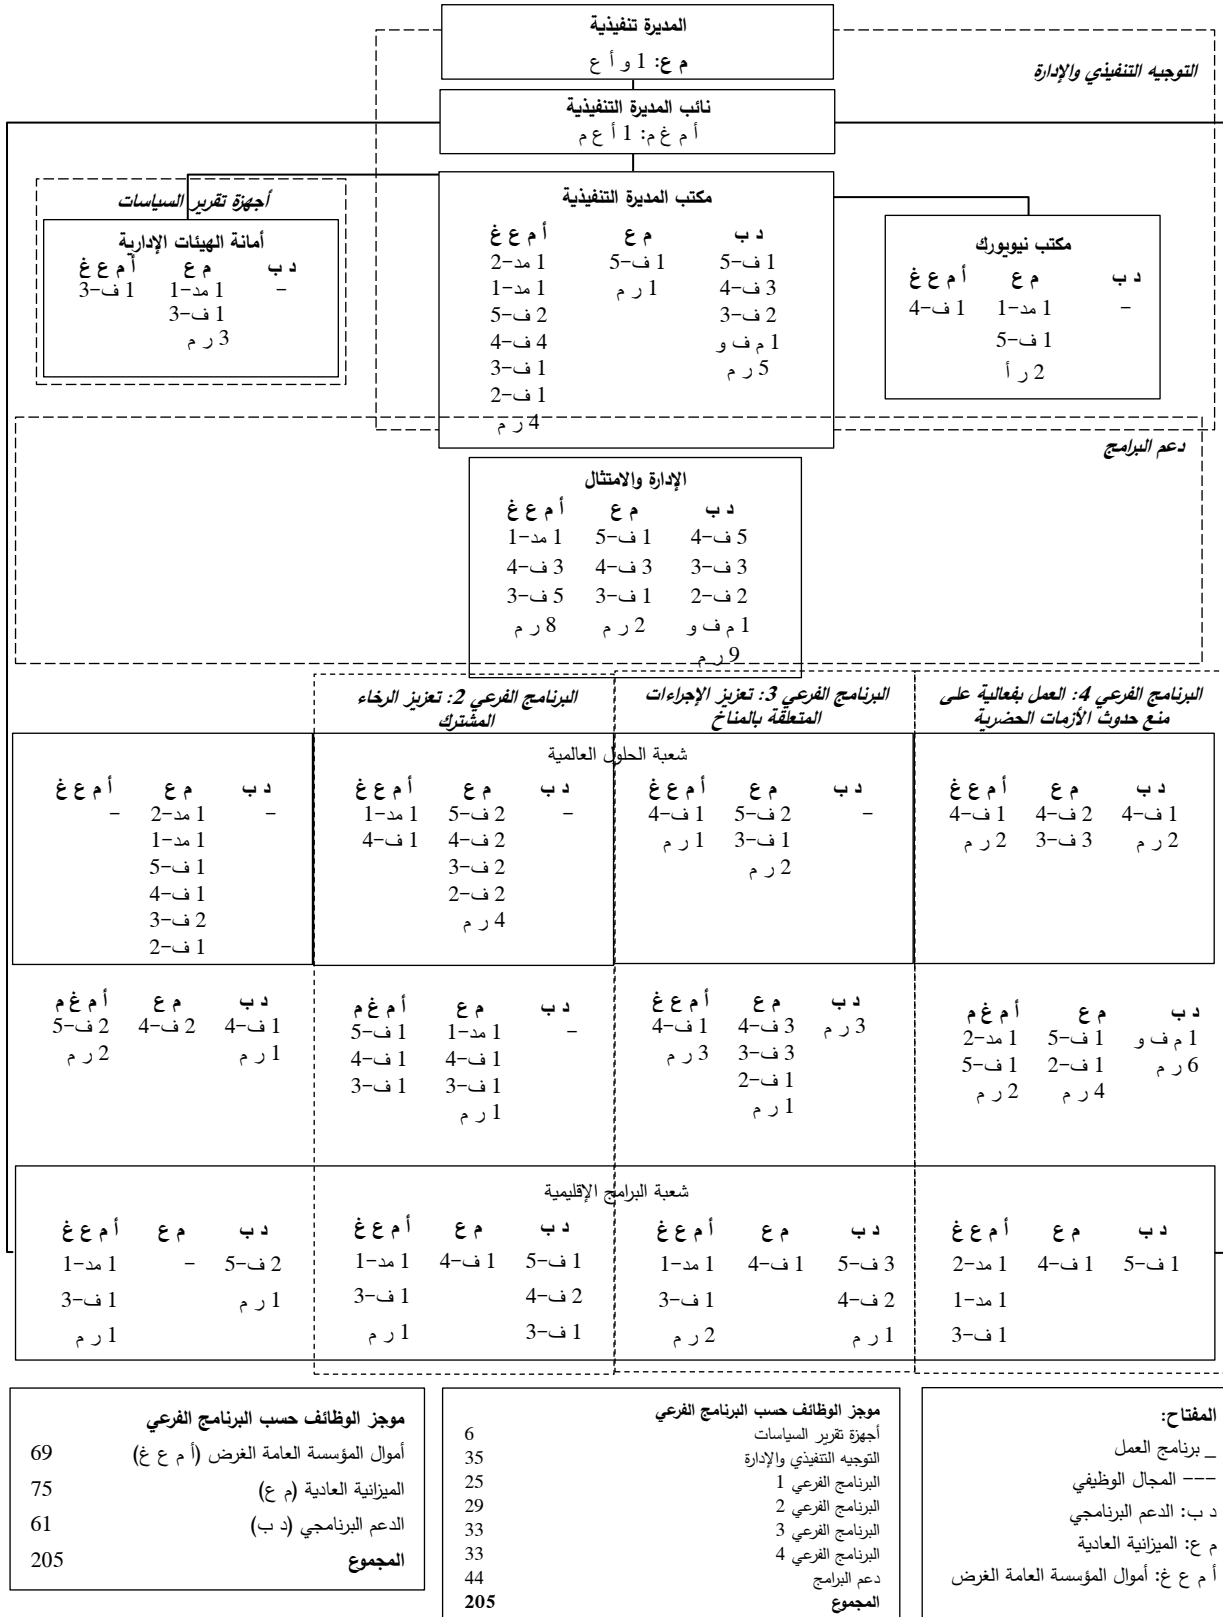 المديرة تنفيذية
م ع: 1 و أ ع
التوجيه التنفيذي والإدارة
نائب المديرة التنفيذية
أ م غ م: 1 أ ع م
أجهزة تقرير السياسات
أمانة الهيئات الإدارية
د ب م ع أ م ع غ
– 1 مد-1 1 ف-3
1 ف-3
3 ر م
مكتب المديرة التنفيذية
د ب م ع أ م ع غ
1 ف-5 1 ف-5 1 مد-2
3 ف-4 1 ر م 1 مد-1
2 ف-3 2 ف-5
1 م ف و 4 ف-4
5 ر م 1 ف-3
1 ف-2
4 ر م
مكتب نيويورك
د ب م ع أ م ع غ
– 1 مد-1 1 ف-4
1 ف-5
2 ر أ
دعم البرامج
الإدارة والامتثال
د ب م ع أ م ع غ
5 ف-4 1 ف-5 1 مد-1
3 ف-3 3 ف-4 3 ف-4
2 ف-2 1 ف-3 5 ف-3
1 م ف و 2 ر م 8 ر م
9 ر م
البرنامج الفرعي 4: العمل بفعالية على
منع حدوث الأزمات الحضرية
البرنامج الفرعي 3: تعزيز الإجراءات
المتعلقة بالمناخ
البرنامج الفرعي 2: تعزيز الرخاء
المشترك
شعبة الحلول العالمية
د ب م ع أ م ع غ
1 ف-4 2 ف-4 1 ف-4
2 ر م 3 ف-3 2 ر م
د ب م ع أ م ع غ
– 2 ف-5 1 ف-4
1 ف-3 1 ر م
2 ر م
د ب م ع أ م ع غ
– 2 ف-5 1 مد-1
2 ف-4 1 ف-4
2 ف-3
2 ف-2
4 ر م
د ب م ع أ م ع غ
– 1 مد-2 –
1 مد-1
1 ف-5
1 ف-4
2 ف-3
1 ف-2
د ب م ع أ م غ م
1 م ف و 1 ف-5 1 مد-2
6 ر م 1 ف-2 1 ف-5
4 ر م 2 ر م
د ب م ع أ م ع غ
3 ر م 3 ف-4 1 ف-4
3 ف-3 3 ر م
1 ف-2
1 ر م
د ب م ع أ م غ م
– 1 مد-1 1 ف-5
1 ف-4 1 ف-4
1 ف-3 1 ف-3
1 ر م
د ب م ع أ م غ م
1 ف-4 2 ف-4 2 ف-5
1 ر م 2 ر م
شعبة البرامج الإقليمية
د ب م ع أ م ع غ
1 ف-5 1 ف-4 1 مد-2
1 مد-1
1 ف-3
د ب م ع أ م ع غ
3 ف-5 1 ف-4 1 مد-1
2 ف-4 1 ف-3
1 ر م 2 ر م
د ب م ع أ م ع غ
1 ف-5 1 ف-4 1 مد-1
2 ف-4 1 ف-3
1 ف-3 1 ر م
د ب م ع أ م ع غ
2 ف-5 – 1 مد-1
1 ر م 1 ف-3
1 ر م
المفتاح:
_ برنامج العمل
--- المجال الوظيفي
د ب: الدعم البرنامجي
م ع: الميزانية العادية
أ م ع غ: أموال المؤسسة العامة الغرض
موجز الوظائف حسب البرنامج الفرعي
أجهزة تقرير السياسات 6
التوجيه التنفيذي والإدارة 35
البرنامج الفرعي 1 25
البرنامج الفرعي 2 29
البرنامج الفرعي 3 33
البرنامج الفرعي 4 33
دعم البرامج 44
المجموع 205
موجز الوظائف حسب البرنامج الفرعي
أموال المؤسسة العامة الغرض (أ م ع غ) 69
الميزانية العادية (م ع) 75
الدعم البرنامجي (د ب) 61
المجموع 205